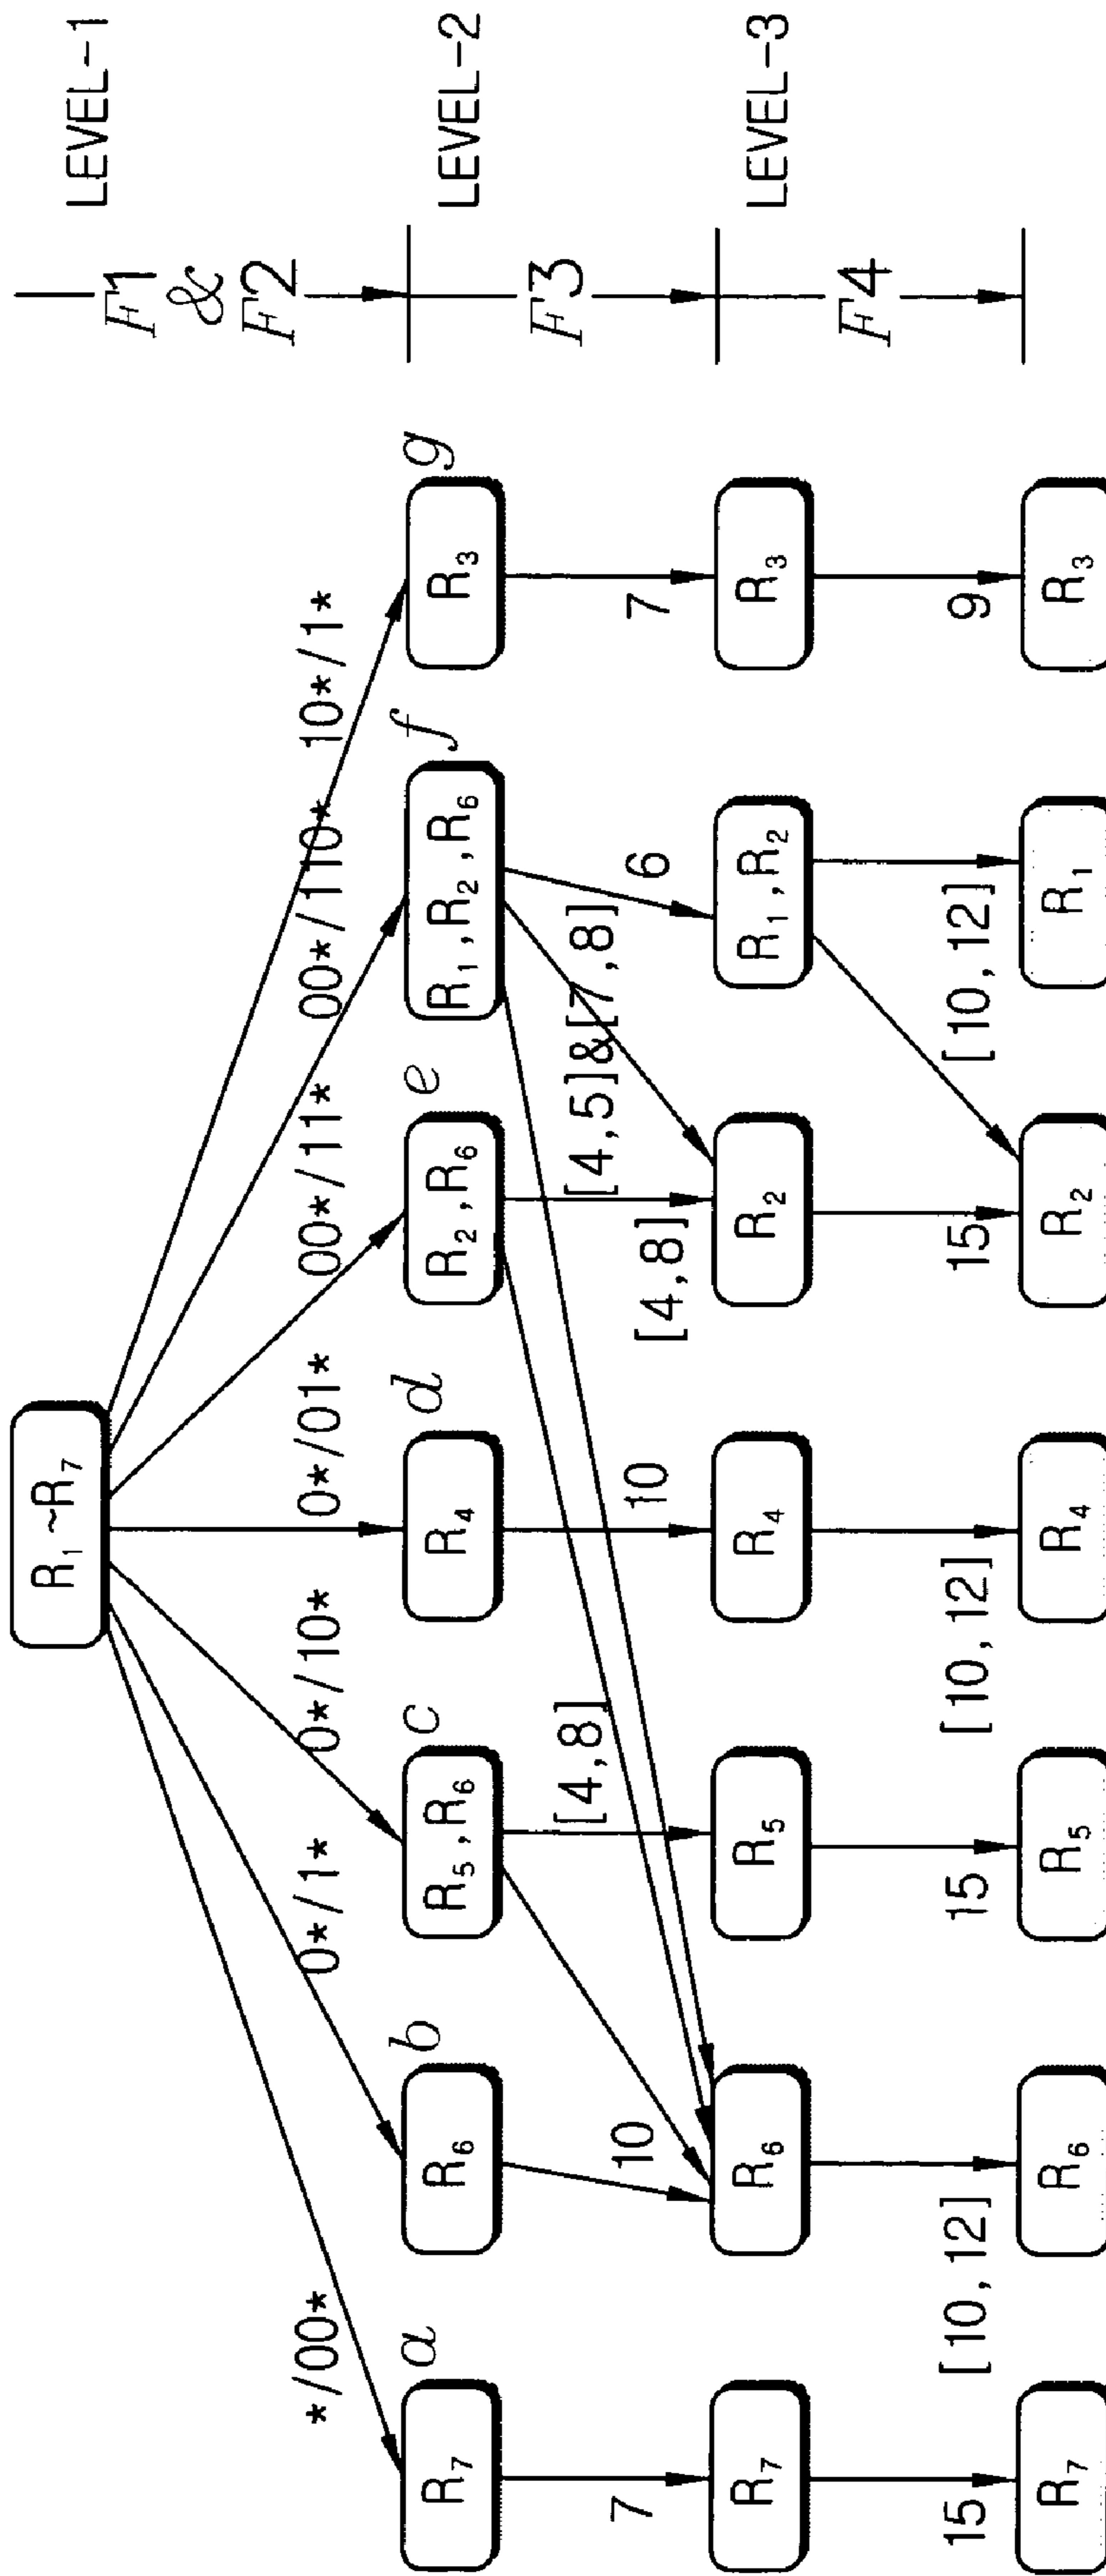 R1~R7
LEVEL-1
F1
&
F2
*/00*
0*/1*
0*/10*
0*/01*
00*/11*
00*/110*
10*/1*
a
b
c
d
e
f
g
LEVEL-2
R7
R6
R5,R6
R4
R2,R6
R1,R2,R6
R3
F3
7
10
[4,8]
10
[4,8]
[4,5]&[7,8]
6
7
LEVEL-3
R7
R6
R5
R4
R2
R1,R2
R3
F4
15
[10,12]
15
[10,12]
15
[10,12]
9
R7
R6
R5
R4
R2
R1
R3